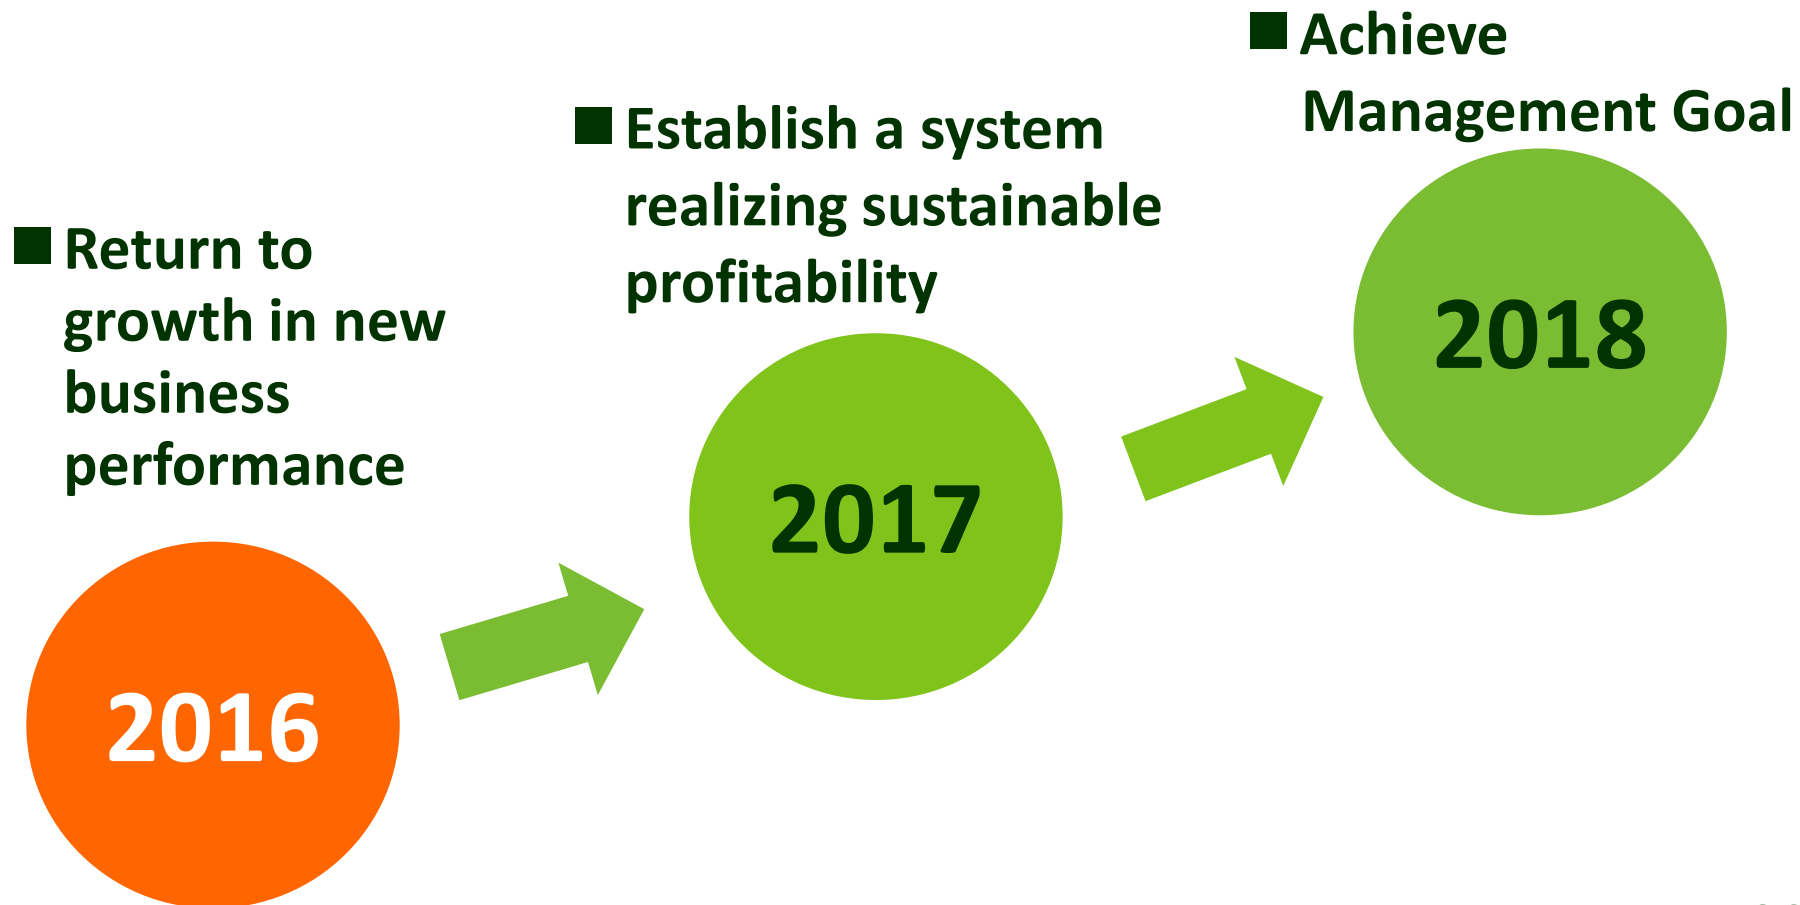 ■ Return to
growth in new
business
performance
2016
■ Establish a system
realizing sustainable
profitability
2017
■ Achieve
Management Goal
2018